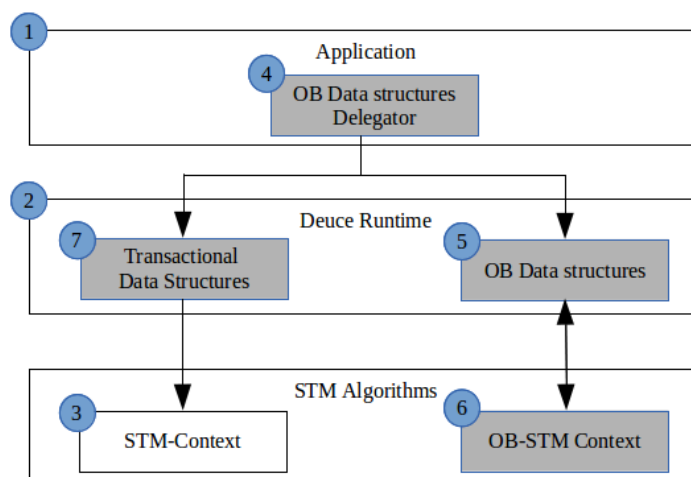 1
Application
4
OB Data structures
Delegator
2
Deuce Runtime
7
Transactional
Data Structures
5
OB Data structures
STM Algorithms
3
STM-Context
6
OB-STM Context